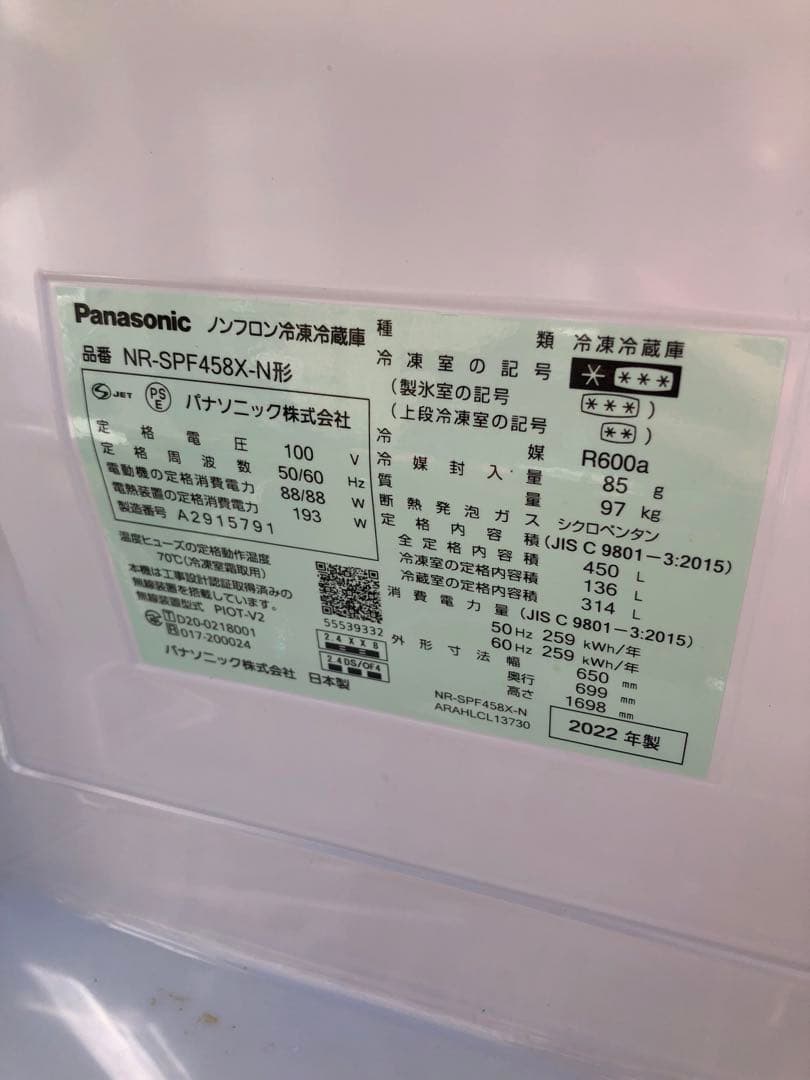 Panasonic ノンフロン冷凍冷蔵庫
品番 NR-SPF458X-N形
S JET PS E パナソニック株式会社
定格電圧 100 V
定格周波数 50/60 Hz
電動機の定格消費電力 88/88 W
電熱装置の定格消費電力 193 W
製造番号 A2915791
温度ヒューズの定格動作温度
70℃(冷凍室霜取用)
本機は工事設計認証取得済みの
無線装置を搭載しています。
無線装置型式 PIOT-V2
T D20-0218001
R 017-200024
パナソニック株式会社 日本製
55539332
2.4 X X 8
2.4 DS/OF4
種類 冷凍冷蔵庫
冷凍室の記号 * ***
(製氷室の記号 *** )
(上段冷凍室の記号 ** )
冷媒 R600a
冷媒封入量 85 g
質量 97 kg
断熱発泡ガス シクロペンタン
定格内容積 (JIS C 9801-3:2015)
全定格内容積 450 L
冷凍室の定格内容積 136 L
冷蔵室の定格内容積 314 L
消費電力量 (JIS C 9801-3:2015)
50Hz 259 kWh/年
60Hz 259 kWh/年
外形寸法 幅 650 mm
奥行 699 mm
高さ 1698 mm
NR-SPF458X-N
ARAHLCL13730
2022 年製